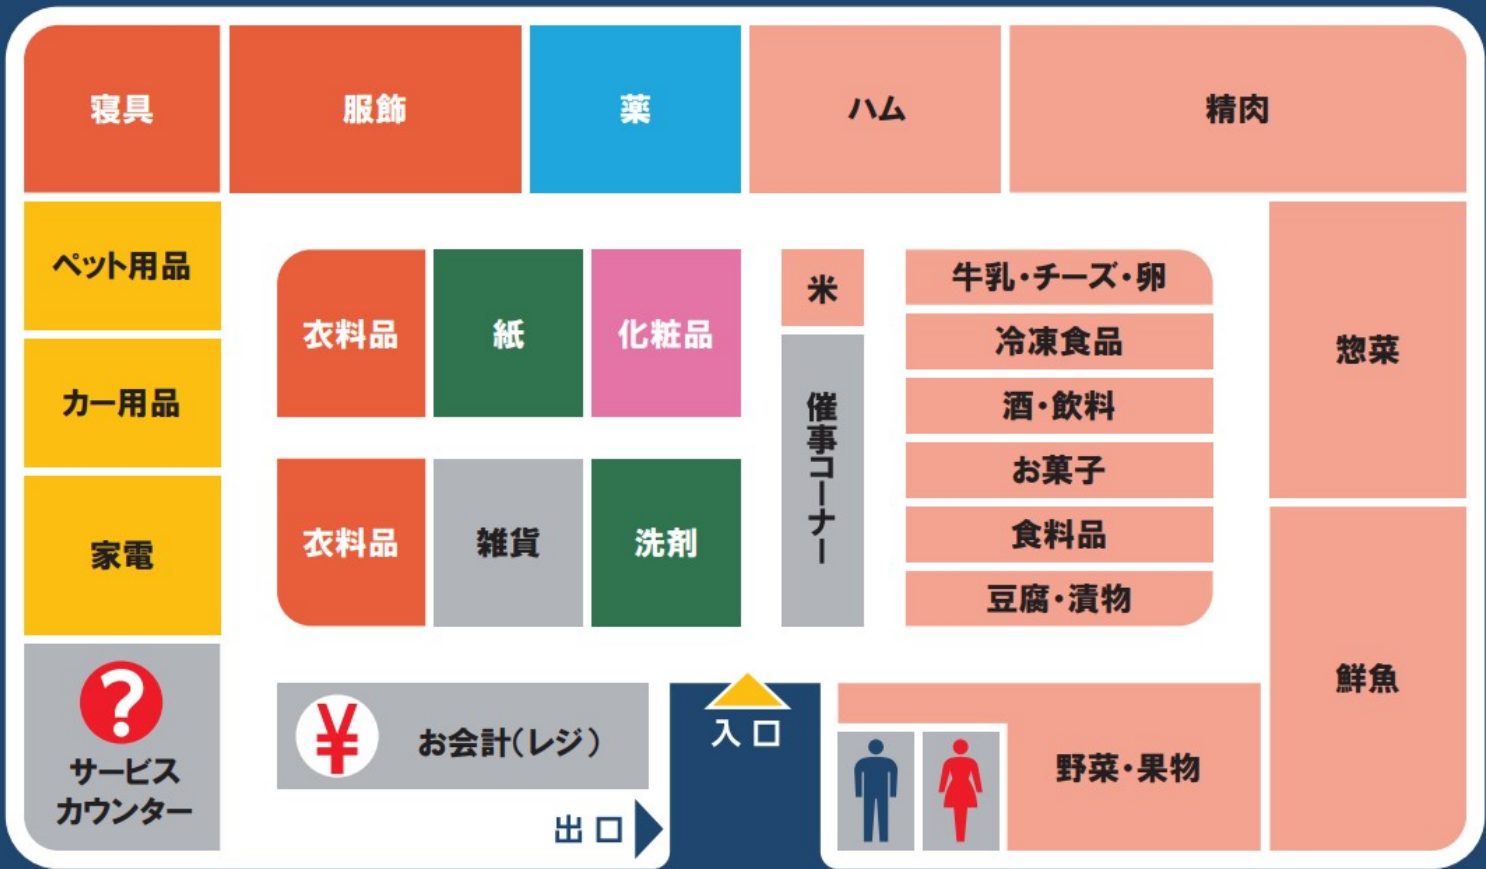 寝具
服飾
薬
ハム
精肉
ペット用品
カー用品
家電
?
サービス
カウンター
衣料品
紙
化粧品
衣料品
雑貨
洗剤
米
催事コーナー
牛乳・チーズ・卵
冷凍食品
酒・飲料
お菓子
食料品
豆腐・漬物
惣菜
鮮魚
¥ お会計(レジ)
入口
出口
野菜・果物